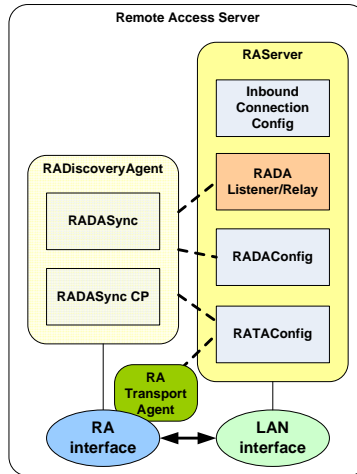 Remote Access Server
RAServer
Inbound
Connection
Config
RADiscoveryAgent
RADA
Listener/Relay
RADASync
RADAConfig
RADASync CP
RATAConfig
RA
Transport
Agent
RA
interface
LAN
interface